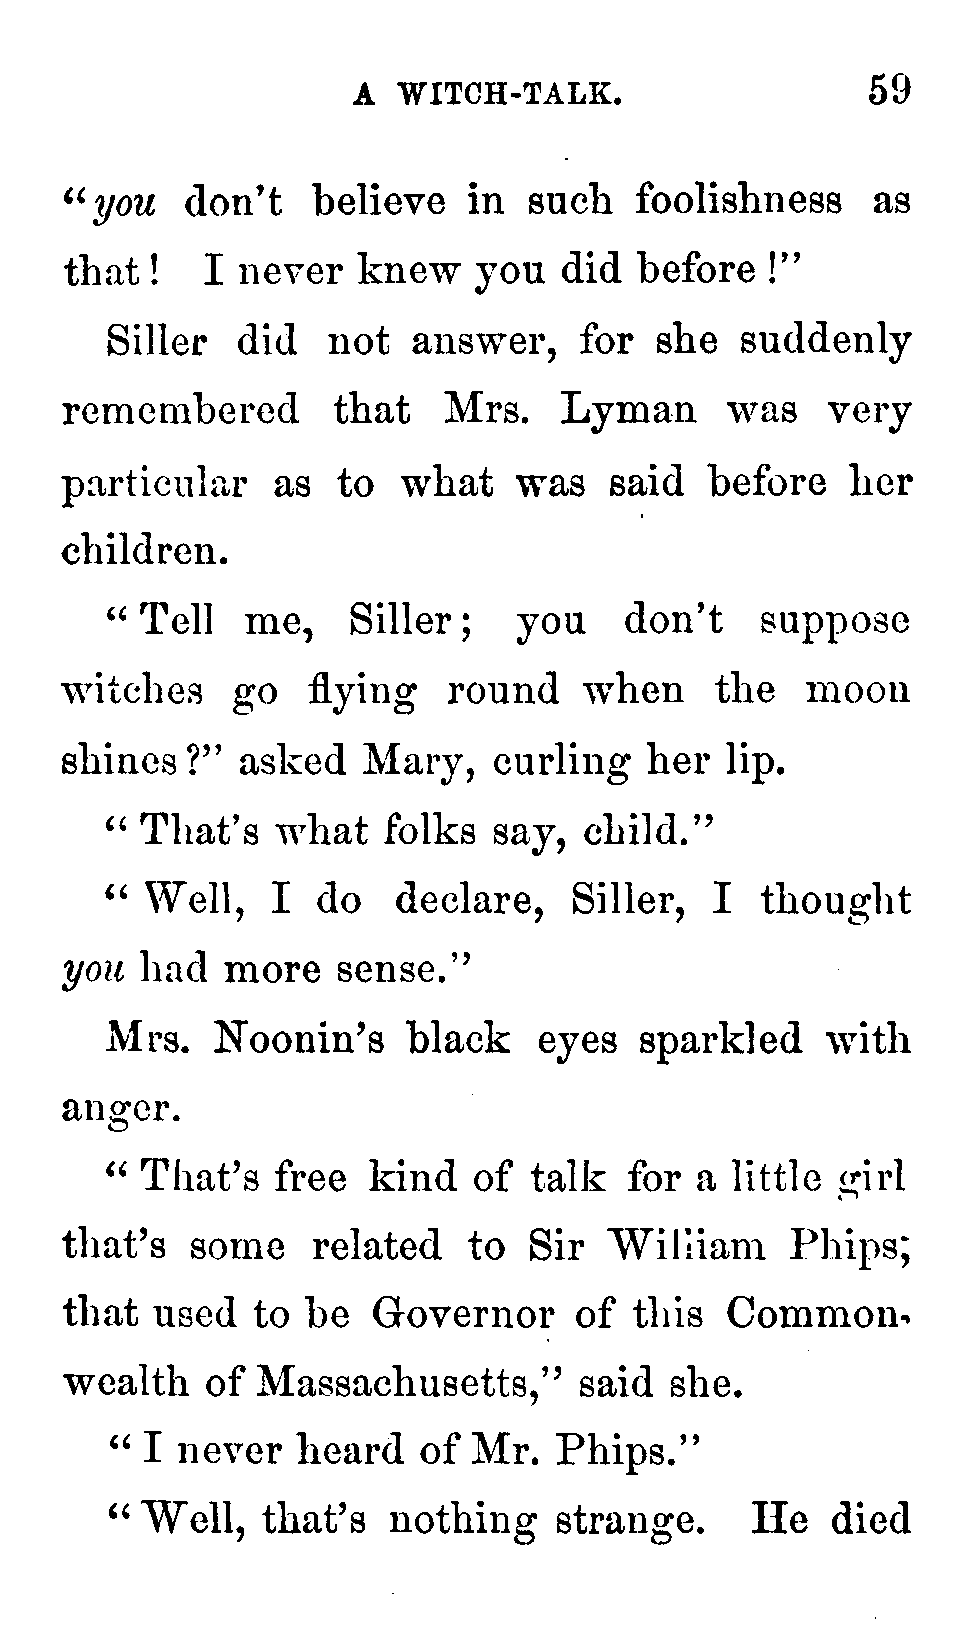 A WITCH-TALK. 59
"you don't believe in such foolishness as
that! I never knew you did before!"
Siller did not answer, for she suddenly
remembered that Mrs. Lyman was very
particular as to what was said before her
children.
"Tell me, Siller; you don't suppose
witches go flying round when the moon
shines?" asked Mary, curling her lip.
"That's what folks say, child."
"Well, I do declare, Siller, I thought
you had more sense."
Mrs. Noonin's black eyes sparkled with
anger.
"That's free kind of talk for a little girl
that's some related to Sir William Phips;
that used to be Governor of this Common-
wealth of Massachusetts," said she.
"I never heard of Mr. Phips."
"Well, that's nothing strange. He died